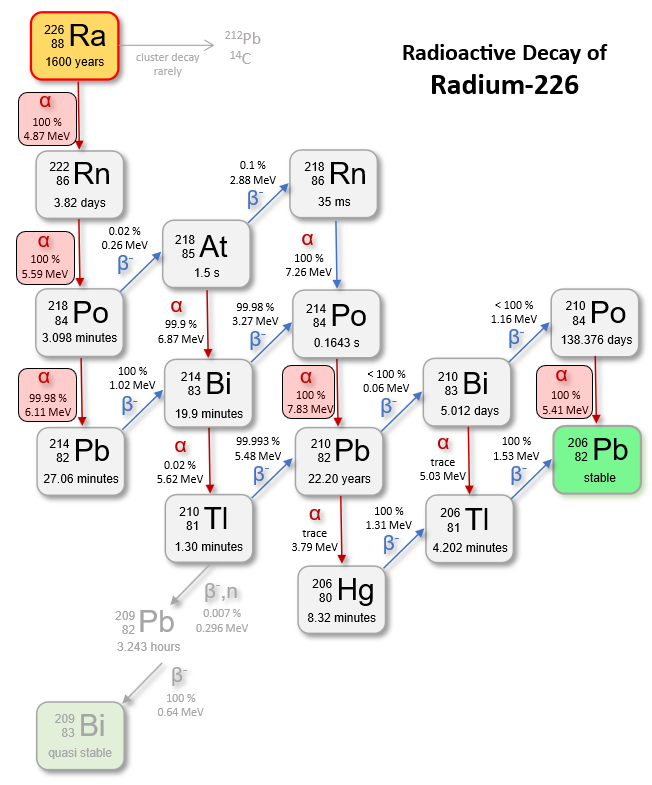 Radioactive Decay of
Radium-226
226
88 Ra
1600 years
cluster decay
rarely
212Pb
14C
α
100 %
4.87 MeV
222
86 Rn
3.82 days
0.1 %
2.88 MeV
β-
218
86 Rn
35 ms
α
100 %
5.59 MeV
0.02 %
0.26 MeV
β-
218
85 At
1.5 s
α
100 %
7.26 MeV
218
84 Po
3.098 minutes
α
99.9 %
6.87 MeV
99.98 %
3.27 MeV
β-
214
84 Po
0.1643 s
< 100 %
1.16 MeV
β-
210
84 Po
138.376 days
α
99.98 %
6.11 MeV
100 %
1.02 MeV
β-
214
83 Bi
19.9 minutes
α
100 %
7.83 MeV
< 100 %
0.06 MeV
β-
210
83 Bi
5.012 days
α
100 %
5.41 MeV
214
82 Pb
27.06 minutes
α
0.02 %
5.62 MeV
99.993 %
5.48 MeV
β-
210
82 Pb
22.20 years
α
trace
5.03 MeV
100 %
1.53 MeV
β-
206
82 Pb
stable
210
81 Tl
1.30 minutes
α
trace
3.79 MeV
100 %
1.31 MeV
β-
206
81 Tl
4.202 minutes
β-,n
0.007 %
0.296 MeV
206
80 Hg
8.32 minutes
209
82 Pb
3.243 hours
β-
100 %
0.64 MeV
209
83 Bi
quasi stable